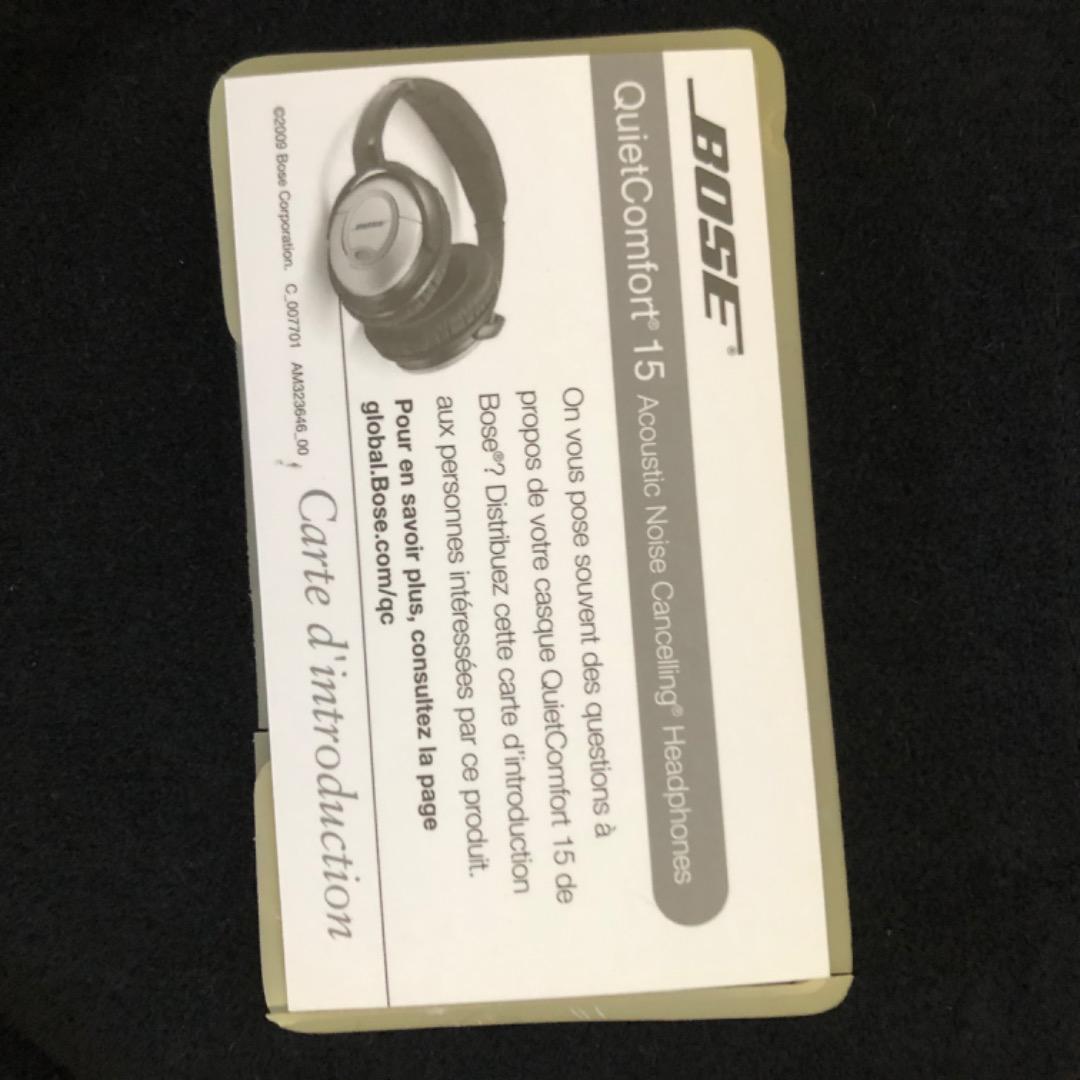 BOSE®
QuietComfort® 15 Acoustic Noise Cancelling® Headphones
On vous pose souvent des questions à
propos de votre casque QuietComfort 15 de
Bose®? Distribuez cette carte d'introduction
aux personnes intéressées par ce produit.
Pour en savoir plus, consultez la page
global.Bose.com/qc
BOSE
Carte d'introduction
©2009 Bose Corporation. C_007701 AM323646_00